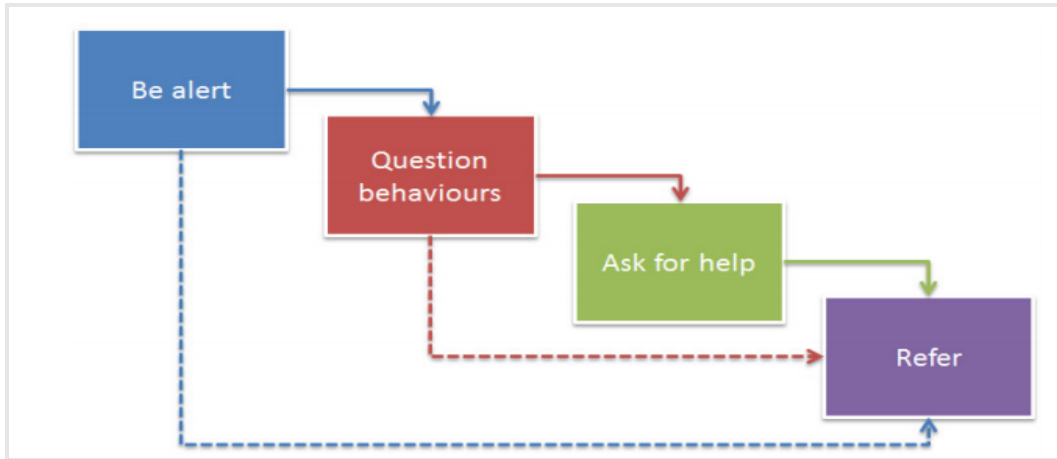 Be alert
Question
behaviours
Ask for help
Refer